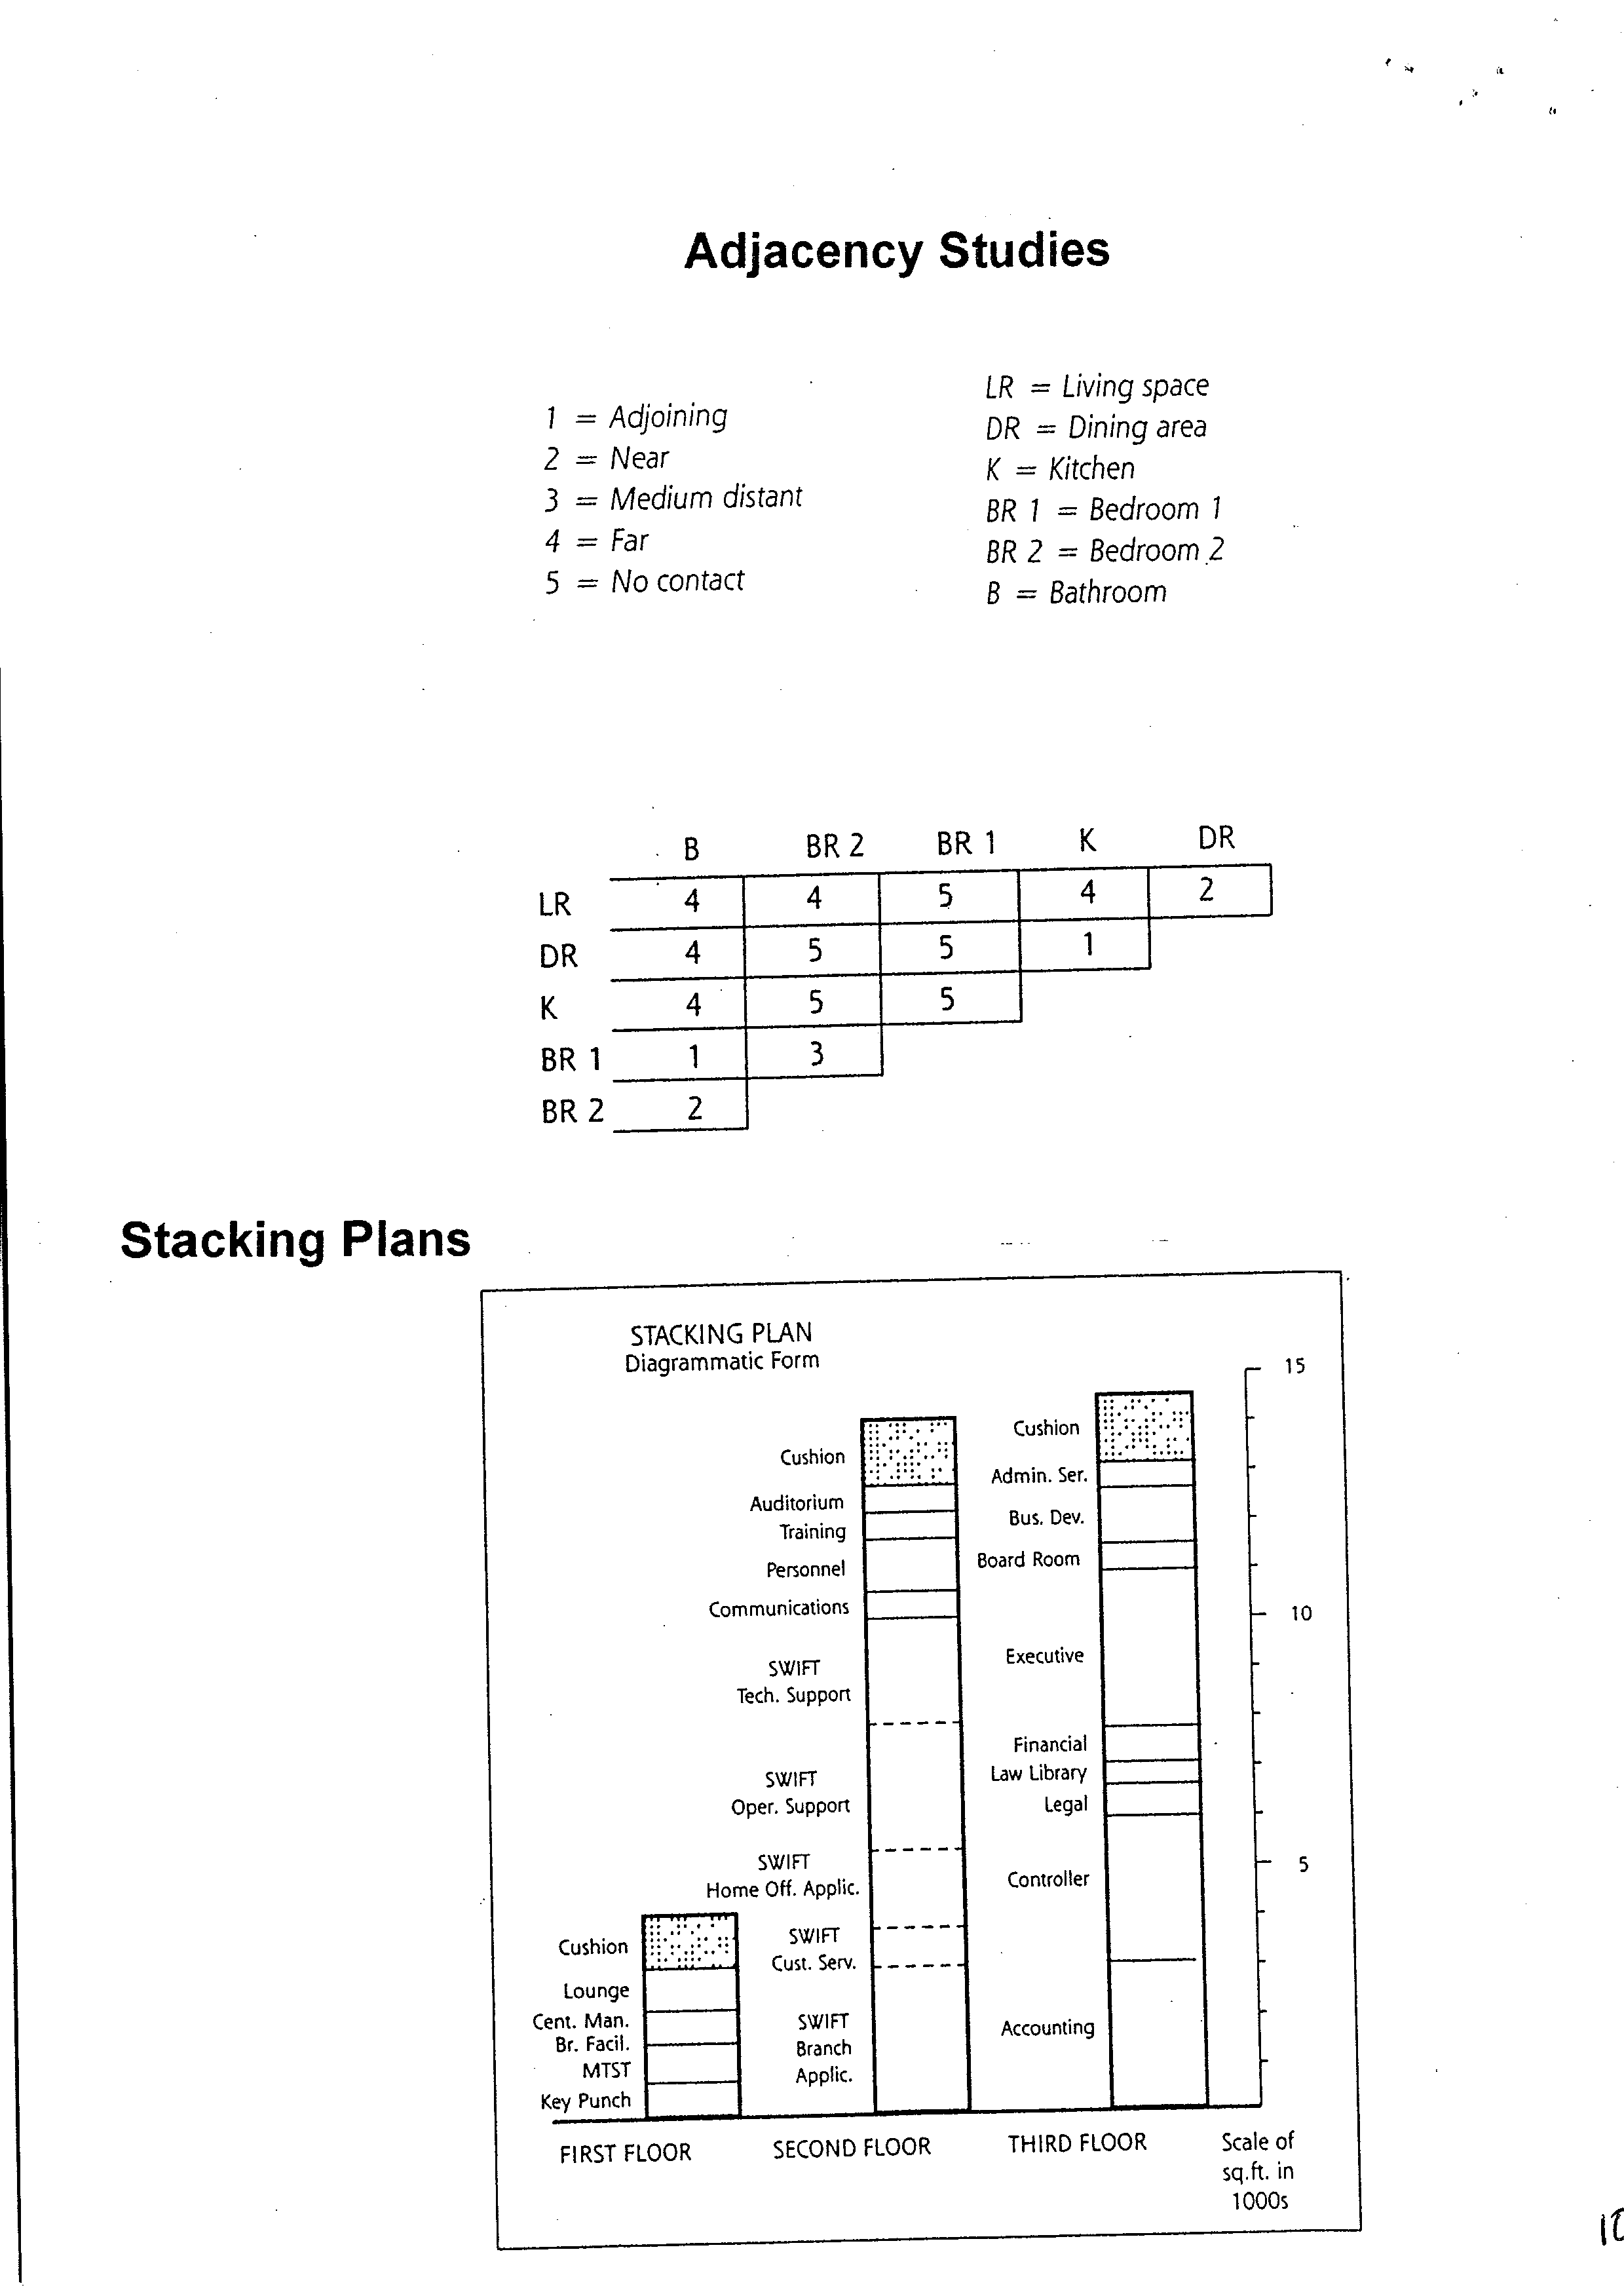 Adjacency Studies
1 = Adjoining
2 = Near
3 = Medium distant
4 = Far
5 = No contact
LR = Living space
DR = Dining area
K = Kitchen
BR 1 = Bedroom 1
BR 2 = Bedroom 2
B = Bathroom
B BR 2 BR 1 K DR
LR 4 4 5 4 2
DR 4 5 5 1
K 4 5 5
BR 1 1 3
BR 2 2
Stacking Plans
STACKING PLAN
Diagrammatic Form
Cushion
Lounge
Cent. Man.
Br. Facil.
MTST
Key Punch
FIRST FLOOR
Cushion
Auditorium
Training
Personnel
Communications
SWIFT
Tech. Support
SWIFT
Oper. Support
SWIFT
Home Off. Applic.
SWIFT
Cust. Serv.
SWIFT
Branch
Applic.
SECOND FLOOR
Cushion
Admin. Ser.
Bus. Dev.
Board Room
Executive
Financial
Law Library
Legal
Controller
Accounting
THIRD FLOOR
15
10
5
Scale of
sq.ft. in
1000s